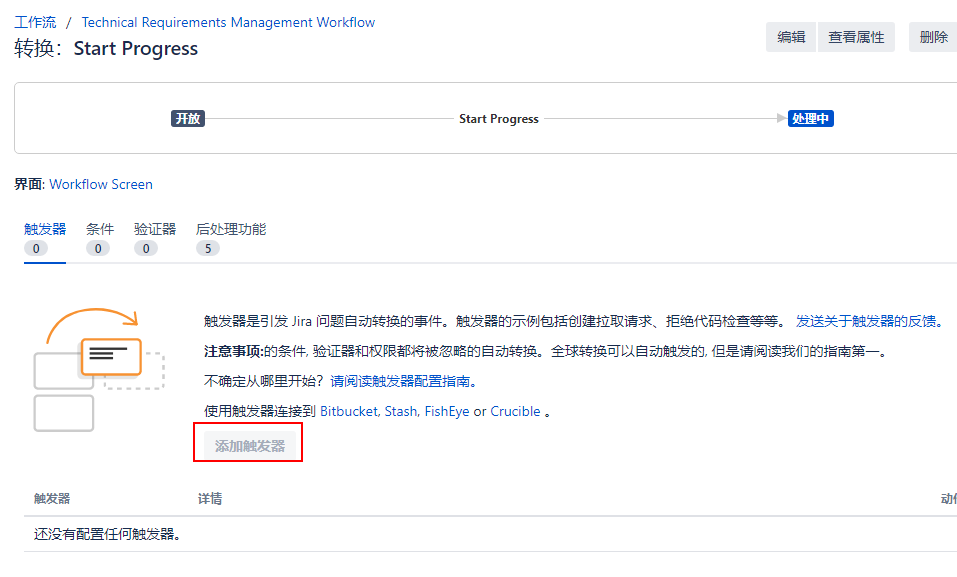 工作流 / Technical Requirements Management Workflow
转换：Start Progress
编辑 查看属性 删除
开放 Start Progress 处理中
界面: Workflow Screen
触发器 条件 验证器 后处理功能
0 0 0 5
触发器是引发 Jira 问题自动转换的事件。触发器的示例包括创建拉取请求、拒绝代码检查等等。 发送关于触发器的反馈。
注意事项:的条件, 验证器和权限都将被忽略的自动转换。全球转换可以自动触发的, 但是请阅读我们的指南第一。
不确定从哪里开始？请阅读触发器配置指南。
使用触发器连接到 Bitbucket, Stash, FishEye or Crucible 。
添加触发器
触发器 详情
还没有配置任何触发器。